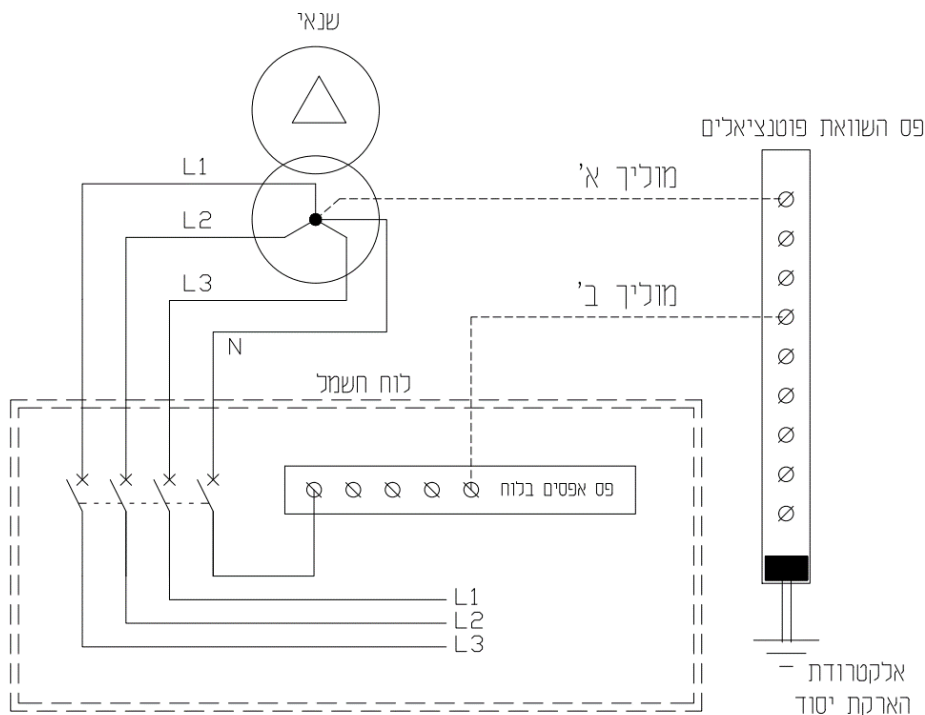 שנאי
פס השוואת פוטנציאלים
L1
מוליך א'
L2
L3
מוליך ב'
N
לוח חשמל
פס אפסים בלוח
L1
L2
L3
אלקטרודת
הארקת יסוד